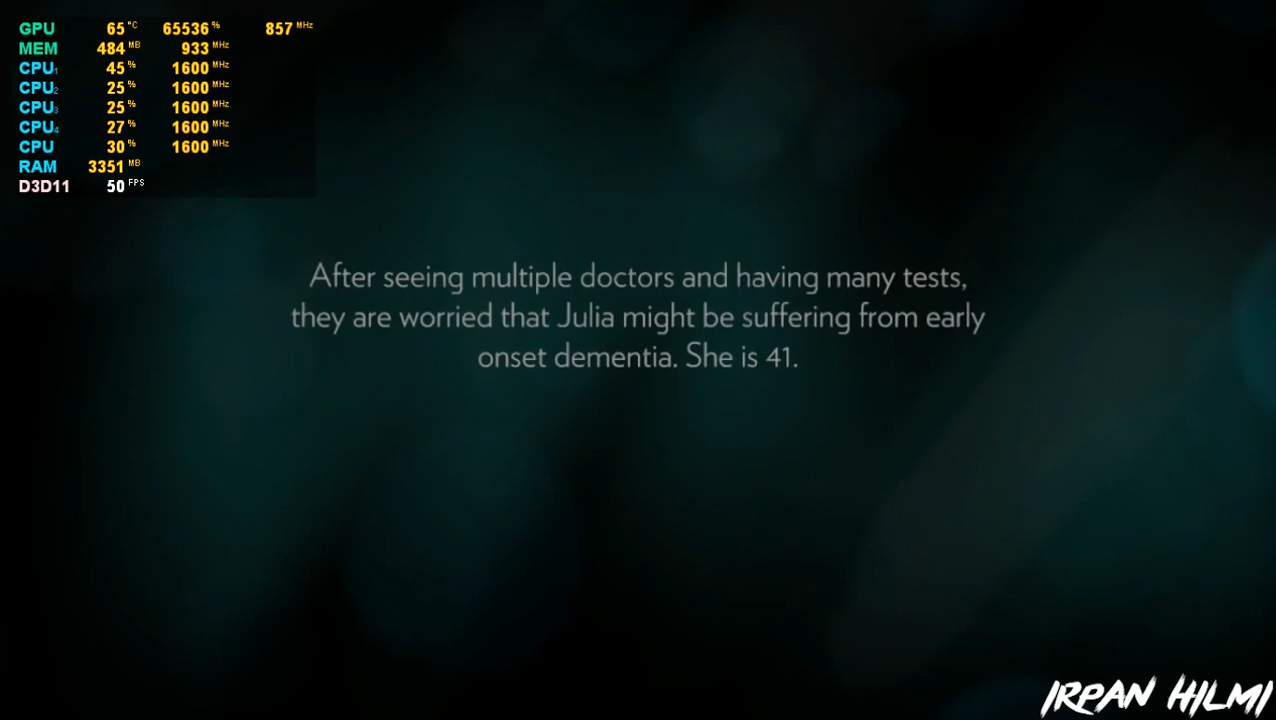 GPU 65 °C 65536 % 857 MHz
MEM 484 MB 933 MHz
CPU1 45 % 1600 MHz
CPU2 25 % 1600 MHz
CPU3 25 % 1600 MHz
CPU4 27 % 1600 MHz
CPU 30 % 1600 MHz
RAM 3351 MB
D3D11 50 FPS
After seeing multiple doctors and having many tests,
they are worried that Julia might be suffering from early
onset dementia. She is 41.
IRPAN HILMI